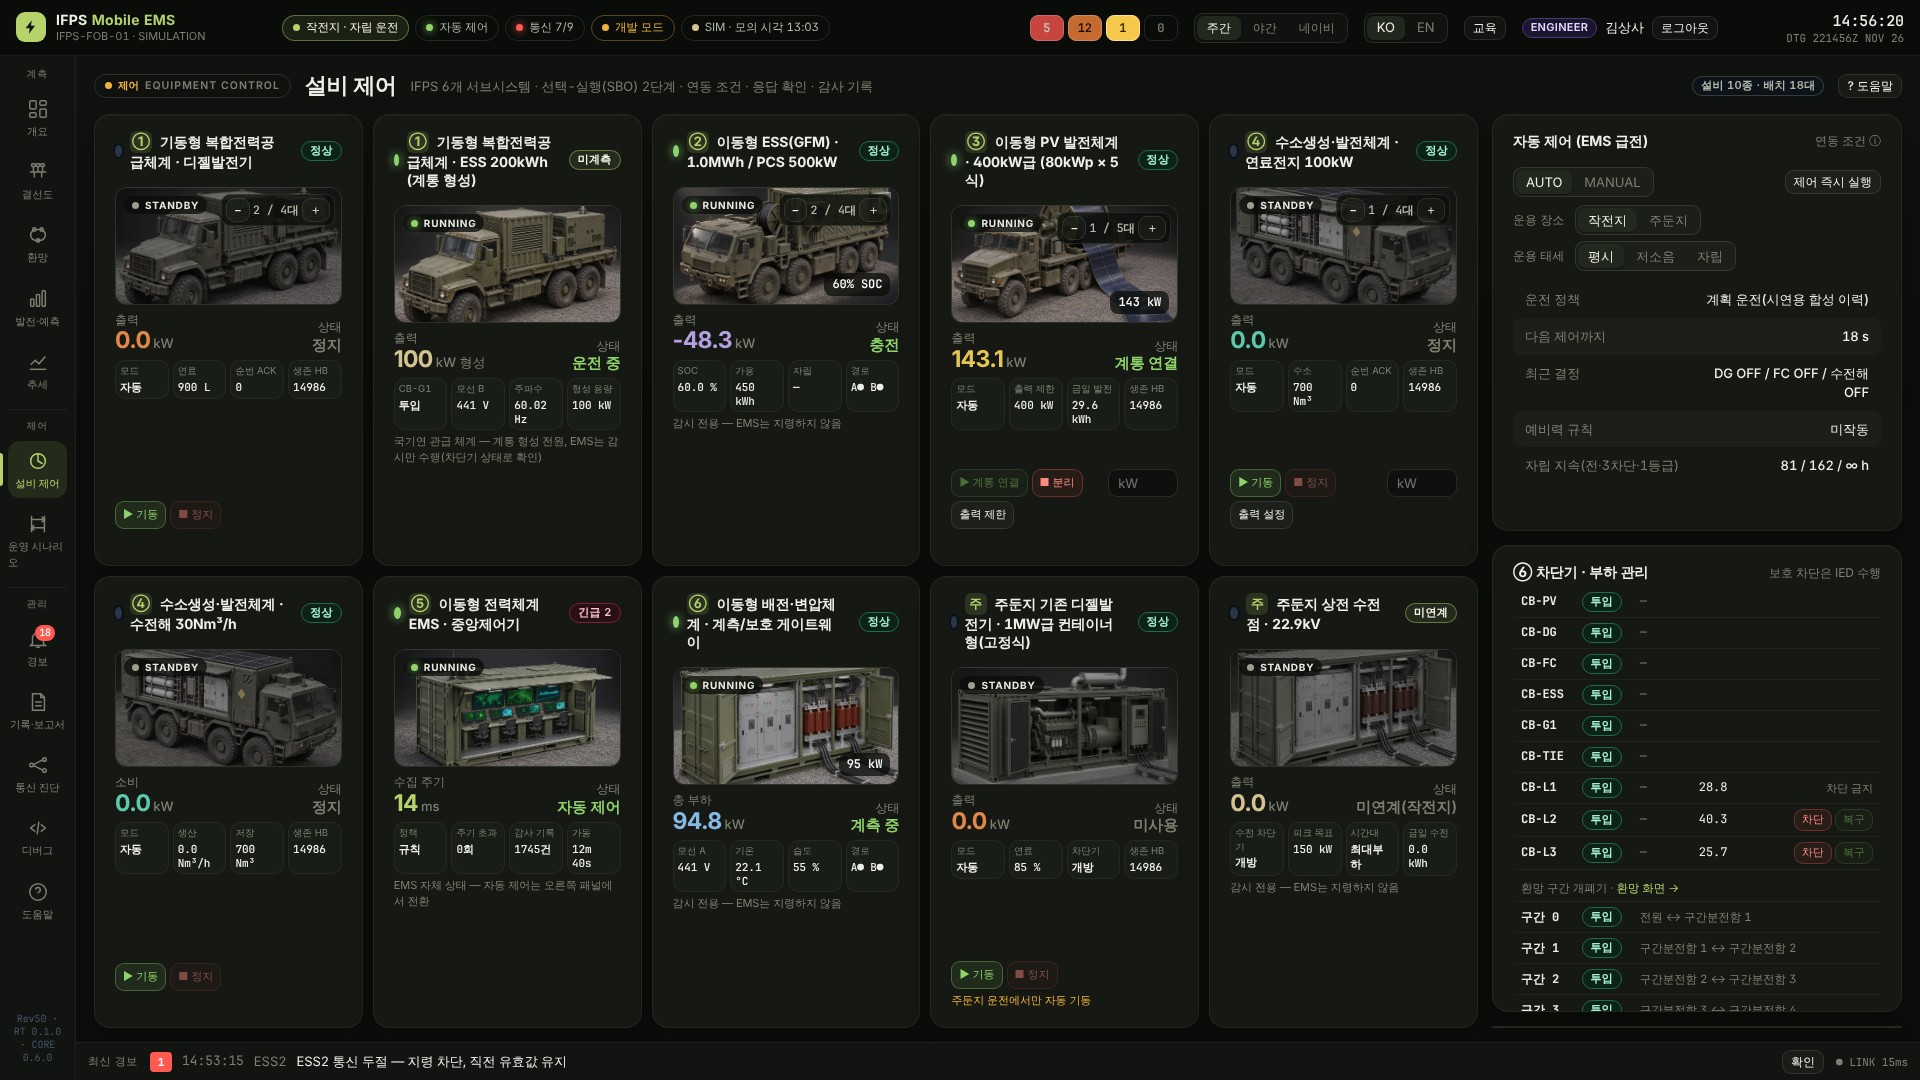 IFPS Mobile EMS
IFPS-FOB-01 · SIMULATION
작전지 · 자립 운전
자동 제어
통신 7/9
개발 모드
SIM · 모의 시각 13:03
5 12 1 0
주간 야간 네이비
KO EN
교육
ENGINEER 김상사 로그아웃
14:56:20
DTG 221456Z NOV 26
계측
개요
결선도
환망
발전·예측
추세
제어
설비 제어
운영 시나리오
관리
18
경보
기록·보고서
통신 진단
디버그
도움말
Rev50 ·
RT 0.1.0
· CORE
0.6.0
제어 EQUIPMENT CONTROL
설비 제어
IFPS 6개 서브시스템 · 선택-실행(SBO) 2단계 · 연동 조건 · 응답 확인 · 감사 기록
설비 10종 · 배치 18대
? 도움말
① 기동형 복합전력공
급체계 · 디젤발전기
정상
STANDBY
− 2 / 4대 +
출력
0.0 kW
상태
정지
모드 자동
연료 900 L
순번 ACK 0
생존 HB 14986
▶ 기동 ■ 정지
① 기동형 복합전력공
급체계 · ESS 200kWh
(계통 형성)
미계측
RUNNING
출력
100 kW 형성
상태
운전 중
CB-G1 투입
모선 B 441 V
주파수 60.02 Hz
형성 용량 100 kW
국기연 관급 체계 — 계통 형성 전원, EMS는 감
시만 수행(차단기 상태로 확인)
② 이동형 ESS(GFM) ·
1.0MWh / PCS 500kW
정상
RUNNING
− 2 / 4대 +
60% SOC
출력
-48.3 kW
상태
충전
SOC 60.0 %
가용 450 kWh
자립 —
경로 A● B●
감시 전용 — EMS는 지령하지 않음
③ 이동형 PV 발전체계
· 400kW급 (80kWp × 5
식)
정상
RUNNING
− 1 / 5대 +
143 kW
출력
143.1 kW
상태
계통 연결
모드 자동
출력 제한 400 kW
금일 발전 29.6 kWh
생존 HB 14986
▶ 계통 연결 ■ 분리 kW
출력 제한
④ 수소생성·발전체계 ·
연료전지 100kW
정상
STANDBY
− 1 / 4대 +
출력
0.0 kW
상태
정지
모드 자동
수소 700 Nm³
순번 ACK 0
생존 HB 14986
▶ 기동 ■ 정지 kW
출력 설정
④ 수소생성·발전체계 ·
수전해 30Nm³/h
정상
STANDBY
소비
0.0 kW
상태
정지
모드 자동
생산 0.0 Nm³/h
저장 700 Nm³
생존 HB 14986
▶ 기동 ■ 정지
⑤ 이동형 전력체계
EMS · 중앙제어기
긴급 2
RUNNING
수집 주기
14 ms
상태
자동 제어
정책 규칙
주기 초과 0회
감사 기록 1745건
가동 12m 40s
EMS 자체 상태 — 자동 제어는 오른쪽 패널에
서 전환
⑥ 이동형 배전·변압체
계 · 계측/보호 게이트웨
이
정상
RUNNING
95 kW
총 부하
94.8 kW
상태
계측 중
모선 A 441 V
기온 22.1 °C
습도 55 %
경로 A● B●
감시 전용 — EMS는 지령하지 않음
주 주둔지 기존 디젤발
전기 · 1MW급 컨테이너
형(고정식)
정상
STANDBY
출력
0.0 kW
상태
미사용
모드 자동
연료 85 %
차단기 개방
생존 HB 14986
▶ 기동 ■ 정지
주둔지 운전에서만 자동 기동
주 주둔지 상전 수전
점 · 22.9kV
미연계
STANDBY
출력
0.0 kW
상태
미연계(작전지)
수전 차단기 개방
피크 목표 150 kW
시간대 최대부하
금일 수전 0.0 kWh
감시 전용 — EMS는 지령하지 않음
자동 제어 (EMS 급전)
연동 조건 ⓘ
AUTO MANUAL
제어 즉시 실행
운용 장소 작전지 주둔지
운용 태세 평시 저소음 자립
운전 정책 계획 운전(시연용 합성 이력)
다음 제어까지 18 s
최근 결정 DG OFF / FC OFF / 수전해
OFF
예비력 규칙 미작동
자립 지속(전·3차단·1등급) 81 / 162 / ∞ h
⑥ 차단기 · 부하 관리
보호 차단은 IED 수행
CB-PV 투입 —
CB-DG 투입 —
CB-FC 투입 —
CB-ESS 투입 —
CB-G1 투입 —
CB-TIE 투입 —
CB-L1 투입 — 28.8 차단 금지
CB-L2 투입 — 40.3 차단 복구
CB-L3 투입 — 25.7 차단 복구
환망 구간 개폐기 · 환망 화면 →
구간 0 투입 전원 ↔ 구간분전함 1
구간 1 투입 구간분전함 1 ↔ 구간분전함 2
구간 2 투입 구간분전함 2 ↔ 구간분전함 3
구간 3 투입 구간분전함 3 ↔ 구간분전함 4
최신 경보 1 14:53:15 ESS2 ESS2 통신 두절 — 지령 차단, 직전 유효값 유지
확인
LINK 15ms